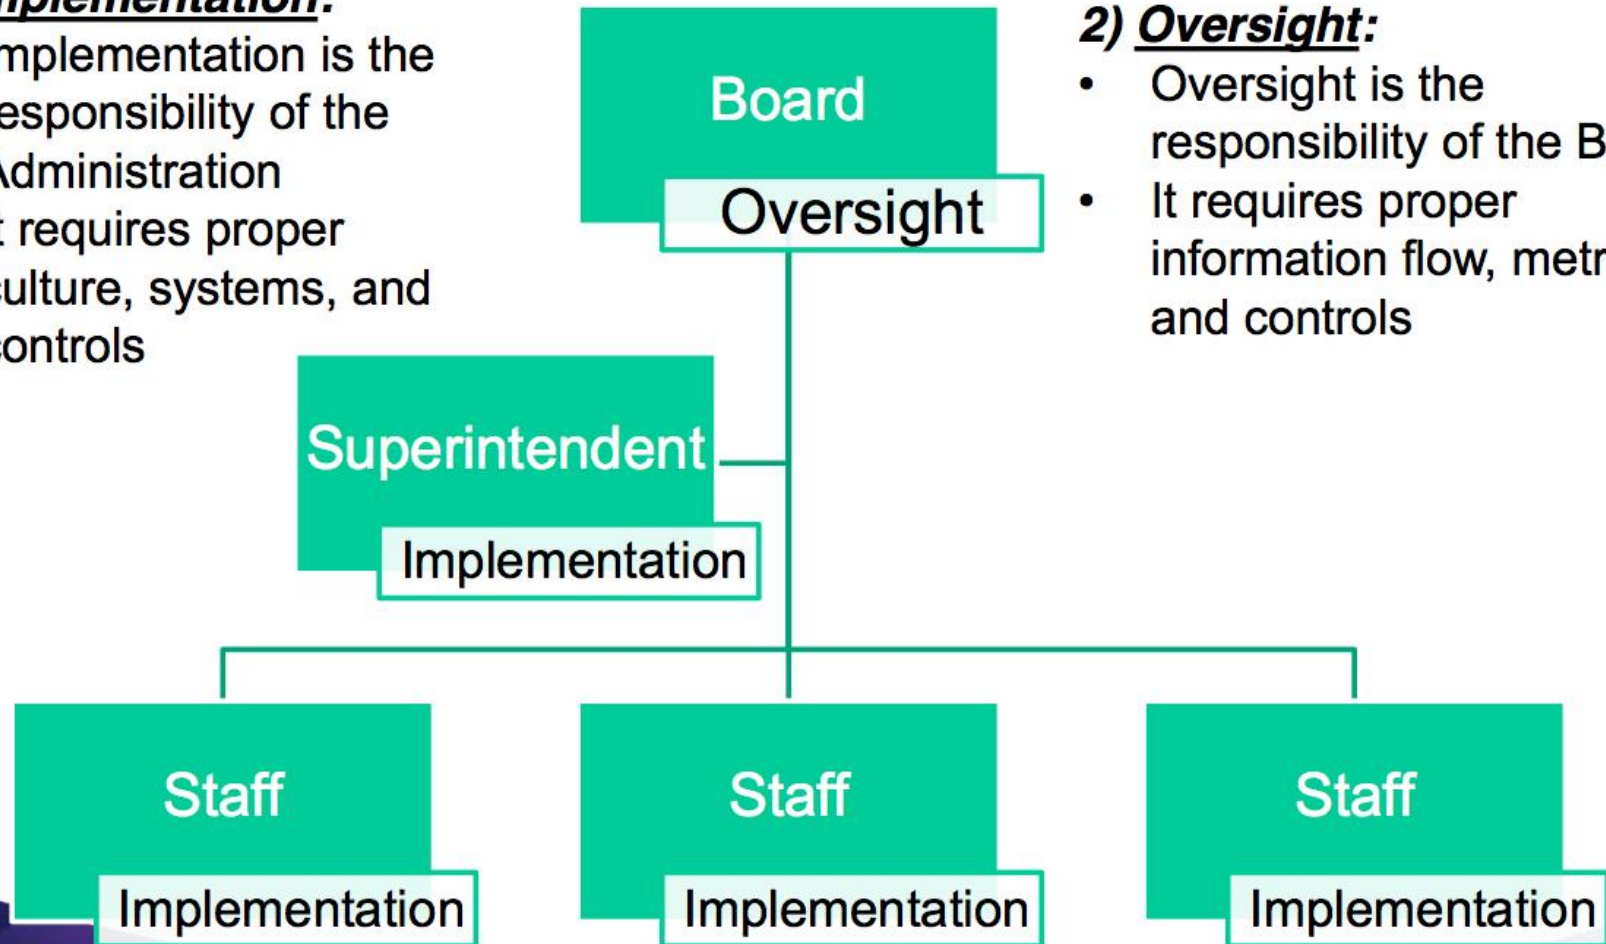 mplementation:
mplementation is the
esponsibility of the
Administration
t requires proper
culture, systems, and
controls
Board
Oversight
2) Oversight:
• Oversight is the
responsibility of the B
• It requires proper
information flow, metr
and controls
Superintendent
Implementation
Staff
Implementation
Staff
Implementation
Staff
Implementation